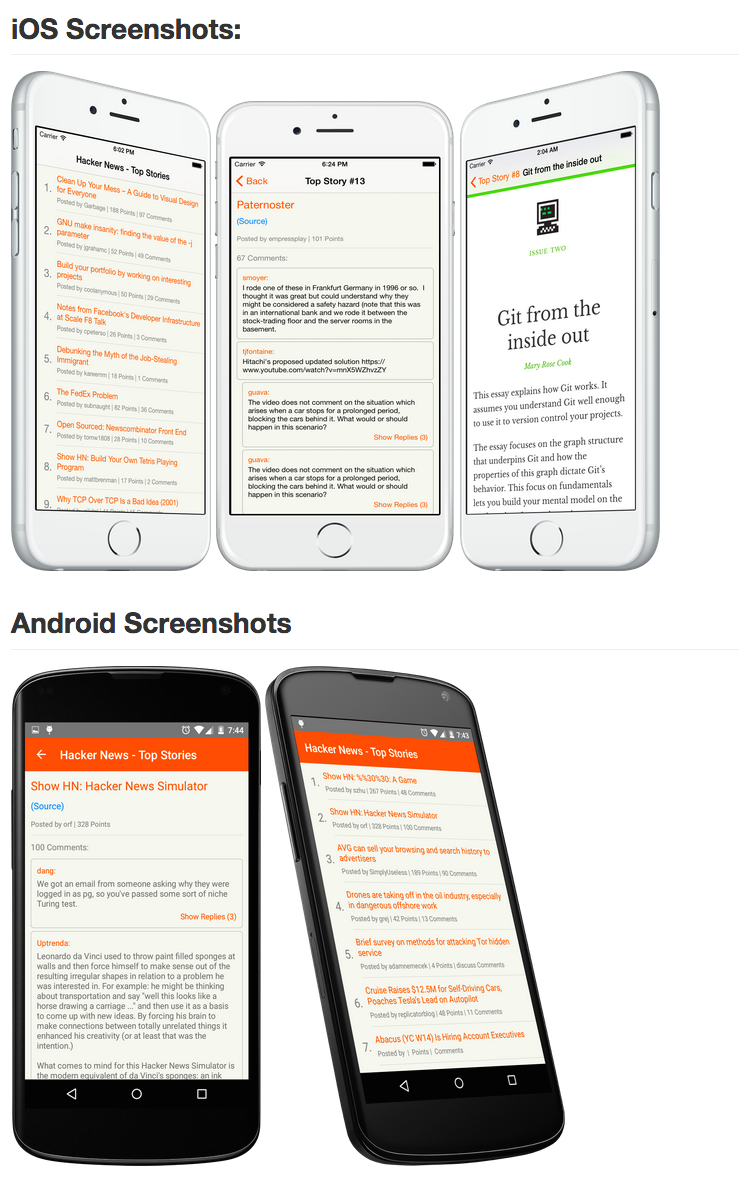 iOS Screenshots:
Carrier
6:02 PM
Hacker News - Top Stories
1. Clean Up Your Mess – A Guide to Visual Design
for Everyone
Posted by Garbage | 188 Points | 97 Comments
2. GNU make insanity: finding the value of the -j
parameter
Posted by jgrahamc | 52 Points | 49 Comments
3. Build your portfolio by working on interesting
projects
Posted by coolanymous | 50 Points | 29 Comments
4. Notes from Facebook's Developer Infrastructure
at Scale F8 Talk
Posted by cpeterso | 26 Points | 3 Comments
5. Debunking the Myth of the Job-Stealing
Immigrant
Posted by kareemm | 18 Points | 1 Comments
6. The FedEx Problem
Posted by subnaught | 82 Points | 36 Comments
7. Open Sourced: Newscombinator Front End
Posted by tomw1808 | 28 Points | 10 Comments
8. Show HN: Build Your Own Tetris Playing
Program
Posted by mattbrenman | 17 Points | 2 Comments
9. Why TCP Over TCP Is a Bad Idea (2001)
Carrier
6:24 PM
Back
Top Story #13
Paternoster
(Source)
Posted by empressplay | 101 Points
67 Comments:
smoyer:
I rode one of these in Frankfurt Germany in 1996 or so. I
thought it was great but could understand why they
might be considered a safety hazard (note that this was
in an international bank and we rode it between the
stock-trading floor and the server rooms in the
basement.
tjfontaine:
Hitachi's proposed updated solution https://
www.youtube.com/watch?v=mnX5WZhvzZY
guava:
The video does not comment on the situation which
arises when a car stops for a prolonged period,
blocking the cars behind it. What would or should
happen in this scenario?
Show Replies (3)
guava:
The video does not comment on the situation which
arises when a car stops for a prolonged period,
blocking the cars behind it. What would or should
happen in this scenario?
Show Replies (3)
Carrier
2:04 AM
Top Story #8 Git from the inside out
ISSUE TWO
Git from the
inside out
Mary Rose Cook
This essay explains how Git works. It
assumes you understand Git well enough
to use it to version control your projects.
The essay focuses on the graph structure
that underpins Git and how the
properties of this graph dictate Git's
behavior. This focus on fundamentals
lets you build your mental model on the
Android Screenshots
7:44
Hacker News - Top Stories
Show HN: Hacker News Simulator
(Source)
Posted by orf | 328 Points
100 Comments:
dang:
We got an email from someone asking why they were
logged in as pg, so you've passed some sort of niche
Turing test.
Show Replies (3)
Uptrenda:
Leonardo da Vinci used to throw paint filled sponges at
walls and then force himself to make sense out of the
resulting irregular shapes in relation to a problem he
was interested in. For example: he might be thinking
about transportation and say "well this looks like a
horse drawing a carriage ..." and then use it as a basis
to come up with new ideas. By forcing his brain to
make connections between totally unrelated things it
enhanced his creativity (or at least that was the
intention.)
What comes to mind for this Hacker News Simulator is
the modern equivalent of da Vinci's sponges: an ink
7:43
Hacker News - Top Stories
1. Show HN: %%30%30: A Game
Posted by szhu | 267 Points | 48 Comments
2. Show HN: Hacker News Simulator
Posted by orf | 328 Points | 100 Comments
3. AVG can sell your browsing and search history to
advertisers
Posted by SimplyUseless | 189 Points | 90 Comments
4. Drones are taking off in the oil industry, especially
in dangerous offshore work
Posted by grej | 42 Points | 13 Comments
5. Brief survey on methods for attacking Tor hidden
service
Posted by adamnemecek | 4 Points | discuss Comments
6. Cruise Raises $12.5M for Self-Driving Cars,
Poaches Tesla's Lead on Autopilot
Posted by replicatorblog | 48 Points | 11 Comments
7. Abacus (YC W14) Is Hiring Account Executives
Posted by | Points | Comments